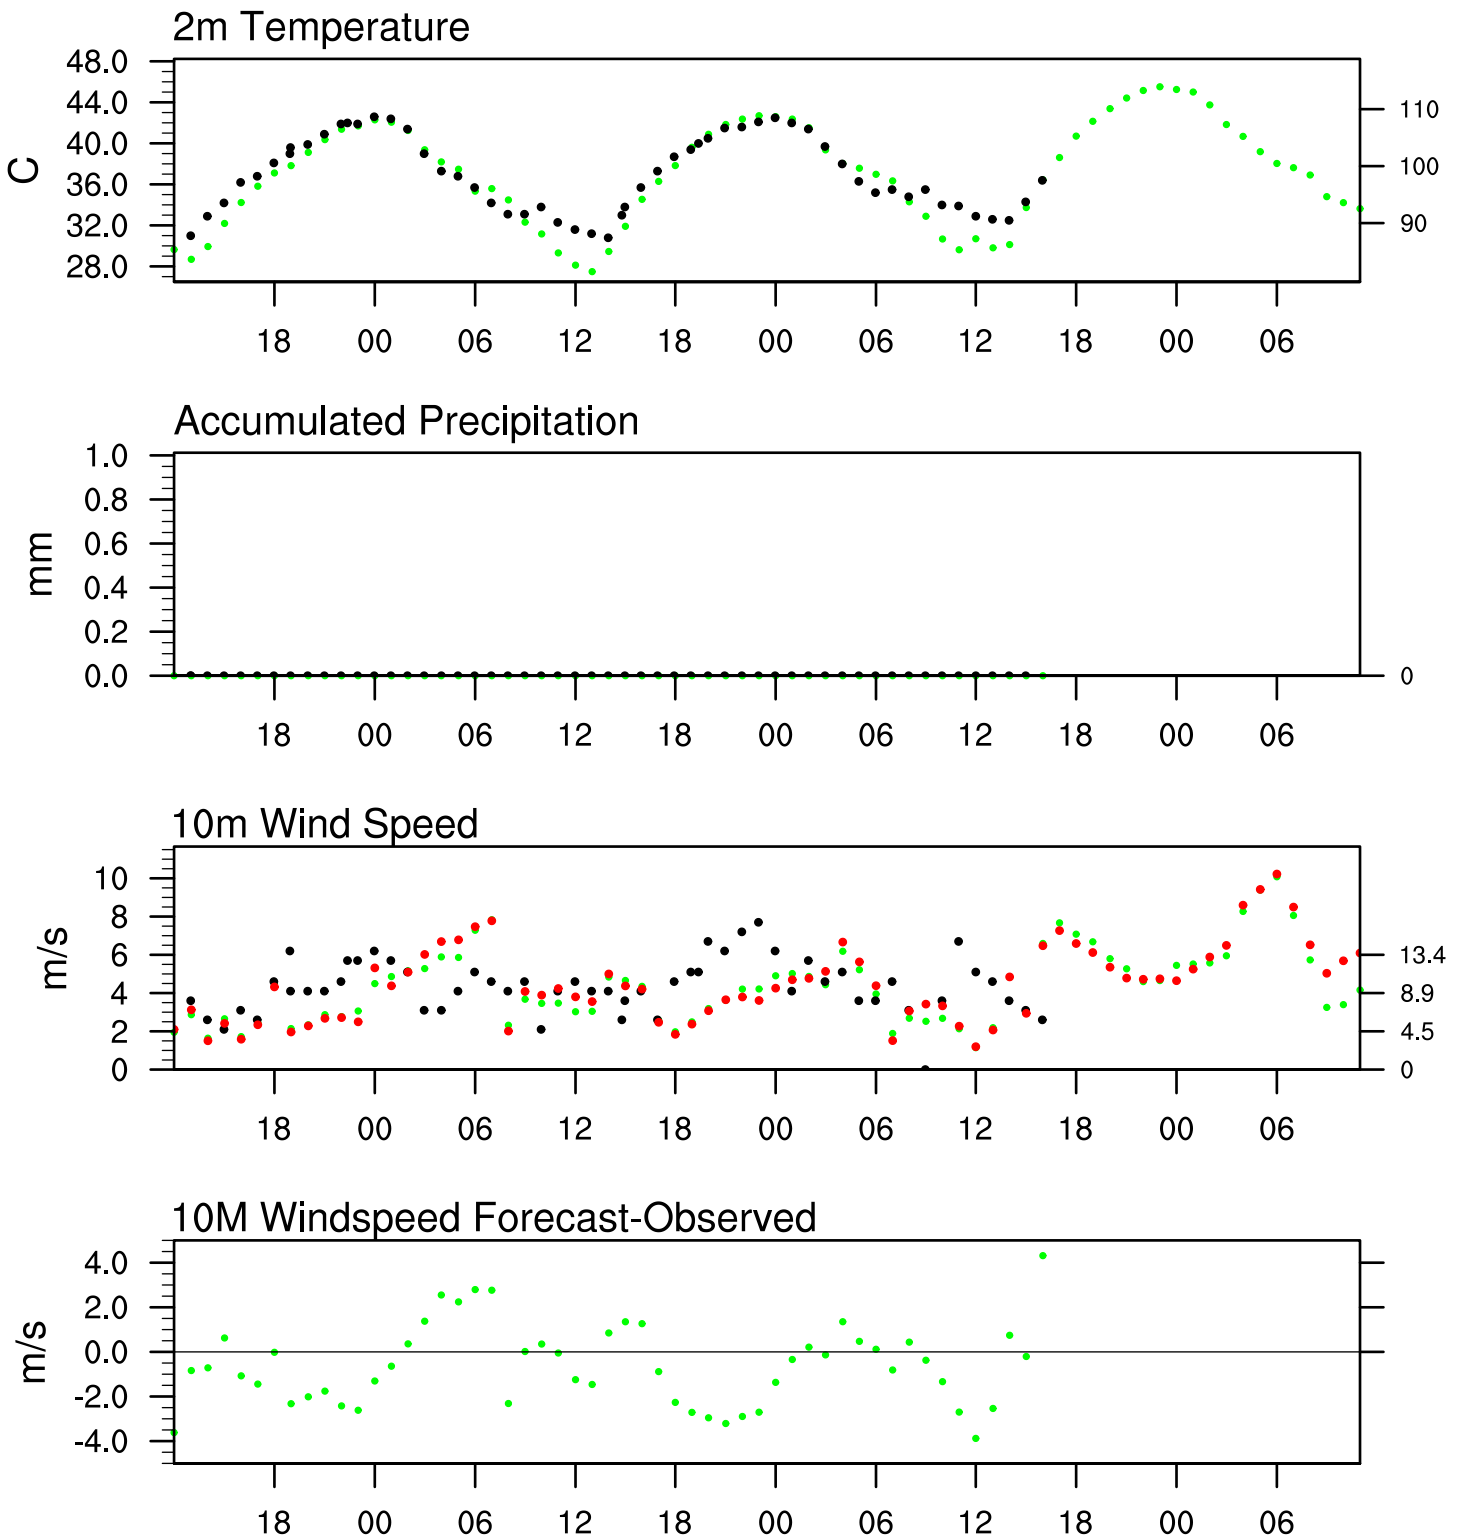 2m Temperature
48.0
44.0
40.0
36.0
32.0
28.0
C
110
100
90
18 00 06 12 18 00 06 12 18 00 06
Accumulated Precipitation
1.0
0.8
0.6
0.4
0.2
0.0
mm
0
18 00 06 12 18 00 06 12 18 00 06
10m Wind Speed
10
8
6
4
2
0
m/s
13.4
8.9
4.5
0
18 00 06 12 18 00 06 12 18 00 06
10M Windspeed Forecast-Observed
4.0
2.0
0.0
-2.0
-4.0
m/s
18 00 06 12 18 00 06 12 18 00 06